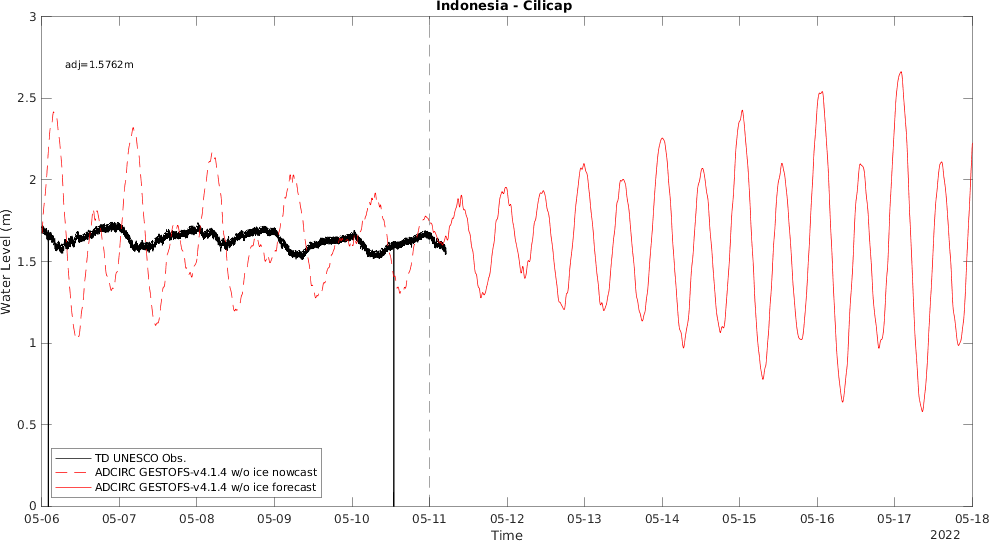 Indonesia - Cilicap
adj=1.5762m
3
2.5
2
1.5
1
0.5
0
Water Level (m)
TD UNESCO Obs.
ADCIRC GESTOFS-v4.1.4 w/o ice nowcast
ADCIRC GESTOFS-v4.1.4 w/o ice forecast
05-06 05-07 05-08 05-09 05-10 05-11 05-12 05-13 05-14 05-15 05-16 05-17 05-18
Time
2022